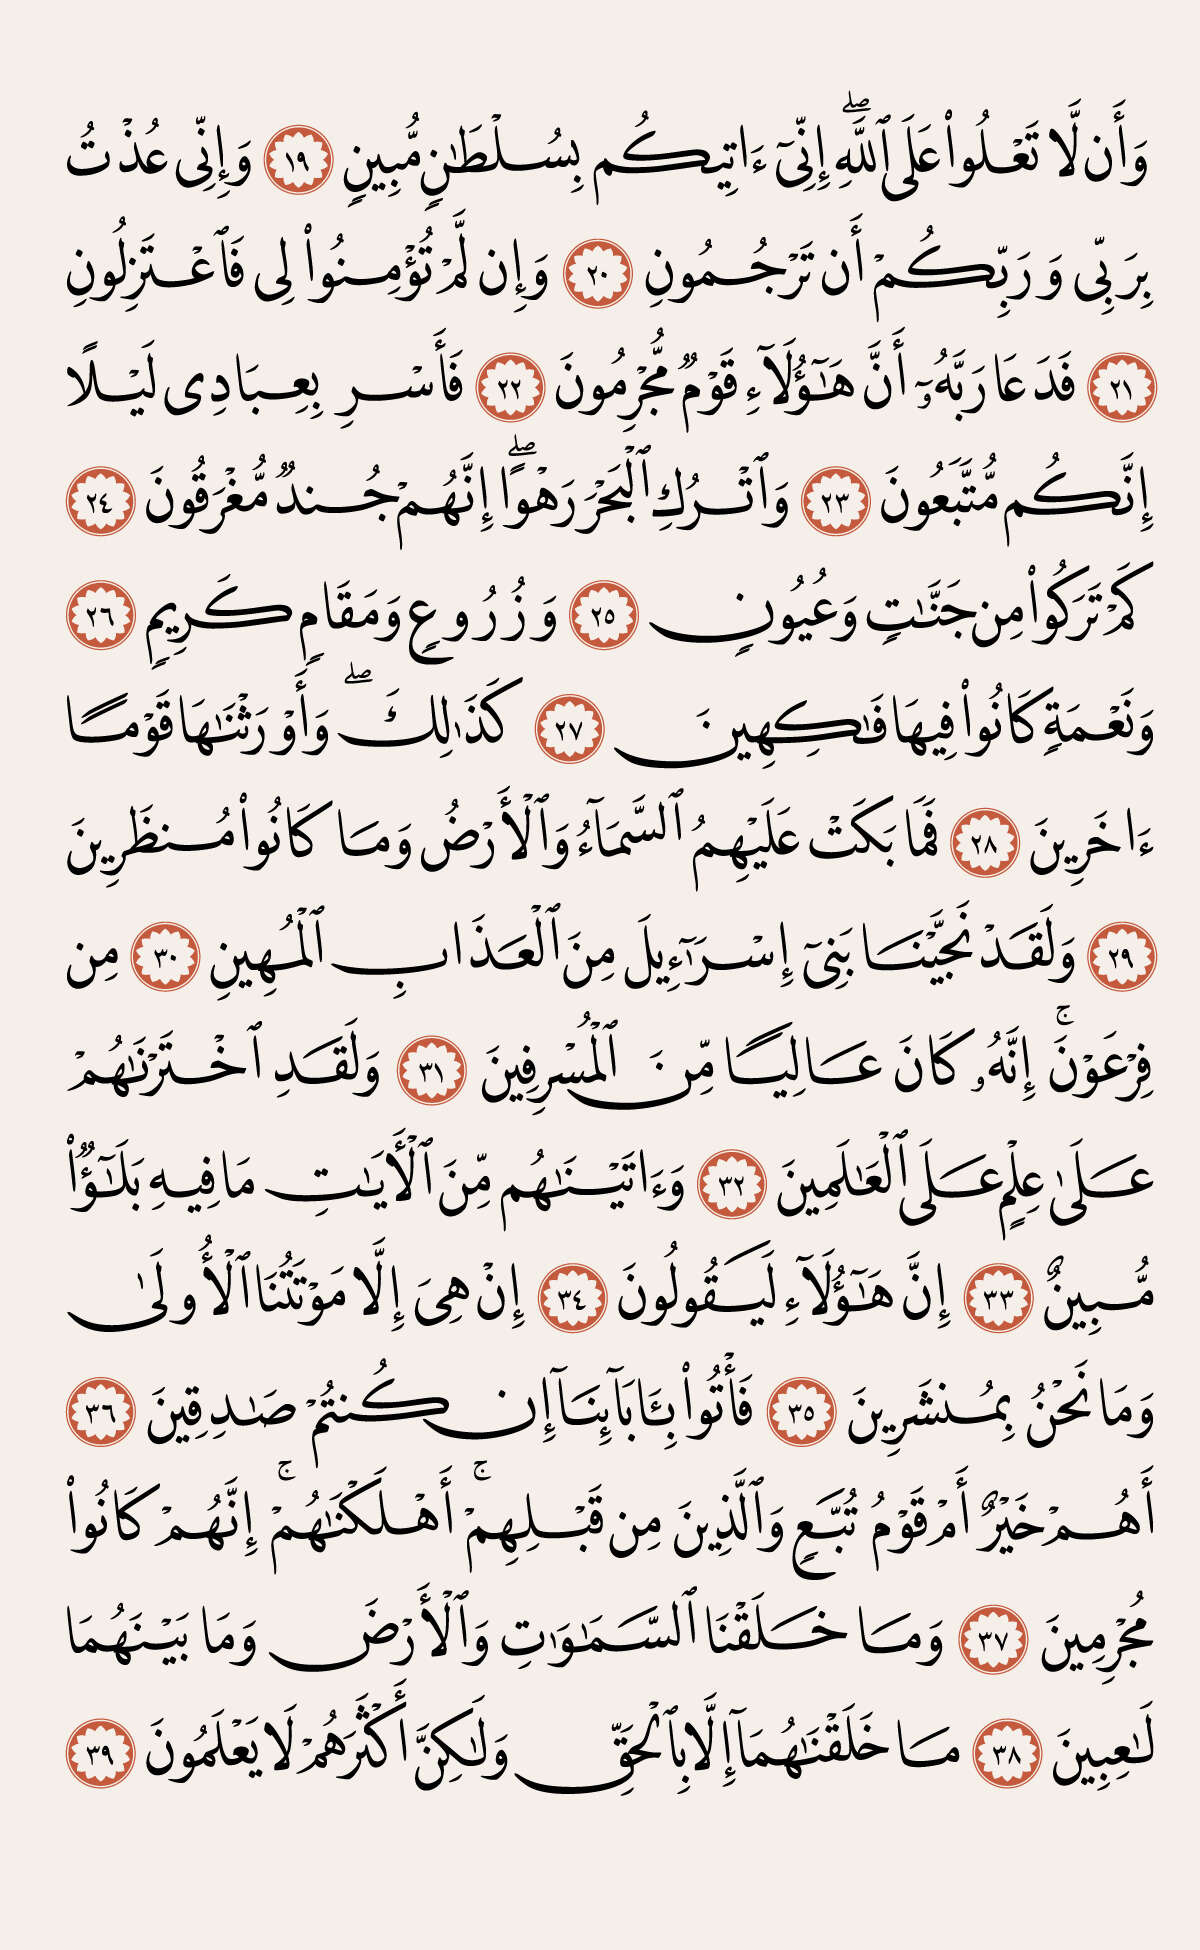 وَأَن لَّا تَعْلُوا۟ عَلَى ٱللَّهِ ۖ إِنِّىٓ ءَاتِيكُم بِسُلْطَـٰنٍ مُّبِينٍ ١٩ وَإِنِّى عُذْتُ
بِرَبِّى وَرَبِّكُمْ أَن تَرْجُمُونِ ٢٠ وَإِن لَّمْ تُؤْمِنُوا۟ لِى فَٱعْتَزِلُونِ
٢١ فَدَعَا رَبَّهُۥٓ أَنَّ هَـٰٓؤُلَآءِ قَوْمٌ مُّجْرِمُونَ ٢٢ فَأَسْرِ بِعِبَادِى لَيْلًا
إِنَّكُم مُّتَّبَعُونَ ٢٣ وَٱتْرُكِ ٱلْبَحْرَ رَهْوًا ۖ إِنَّهُمْ جُندٌ مُّغْرَقُونَ ٢٤
كَمْ تَرَكُوا۟ مِن جَنَّـٰتٍ وَعُيُونٍ ٢٥ وَزُرُوعٍ وَمَقَامٍ كَرِيمٍ ٢٦
وَنَعْمَةٍ كَانُوا۟ فِيهَا فَـٰكِهِينَ ٢٧ كَذَٰلِكَ ۖ وَأَوْرَثْنَـٰهَا قَوْمًا
ءَاخَرِينَ ٢٨ فَمَا بَكَتْ عَلَيْهِمُ ٱلسَّمَآءُ وَٱلْأَرْضُ وَمَا كَانُوا۟ مُنظَرِينَ
٢٩ وَلَقَدْ نَجَّيْنَا بَنِىٓ إِسْرَٰٓءِيلَ مِنَ ٱلْعَذَابِ ٱلْمُهِينِ ٣٠ مِن
فِرْعَوْنَ ۚ إِنَّهُۥ كَانَ عَالِيًا مِّنَ ٱلْمُسْرِفِينَ ٣١ وَلَقَدِ ٱخْتَرْنَـٰهُمْ
عَلَىٰ عِلْمٍ عَلَى ٱلْعَـٰلَمِينَ ٣٢ وَءَاتَيْنَـٰهُم مِّنَ ٱلْـَٔايَـٰتِ مَا فِيهِ بَلَـٰٓؤٌا۟
مُّبِينٌ ٣٣ إِنَّ هَـٰٓؤُلَآءِ لَيَقُولُونَ ٣٤ إِنْ هِىَ إِلَّا مَوْتَتُنَا ٱلْأُولَىٰ
وَمَا نَحْنُ بِمُنشَرِينَ ٣٥ فَأْتُوا۟ بِـَٔابَآئِنَآ إِن كُنتُمْ صَـٰدِقِينَ ٣٦
أَهُمْ خَيْرٌ أَمْ قَوْمُ تُبَّعٍ وَٱلَّذِينَ مِن قَبْلِهِمْ ۚ أَهْلَكْنَـٰهُمْ ۚ إِنَّهُمْ كَانُوا۟
مُجْرِمِينَ ٣٧ وَمَا خَلَقْنَا ٱلسَّمَـٰوَٰتِ وَٱلْأَرْضَ وَمَا بَيْنَهُمَا
لَـٰعِبِينَ ٣٨ مَا خَلَقْنَـٰهُمَآ إِلَّا بِٱلْحَقِّ وَلَـٰكِنَّ أَكْثَرَهُمْ لَا يَعْلَمُونَ ٣٩